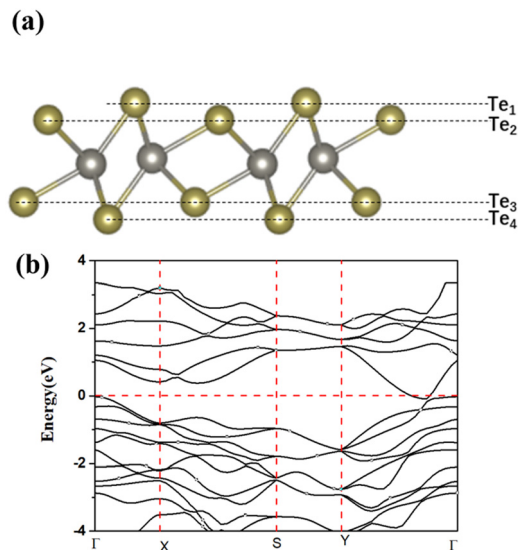 (a)
Te1
Te2
Te3
Te4
(b)
Energy(eV)
4
2
0
-2
-4
Γ X S Y Γ